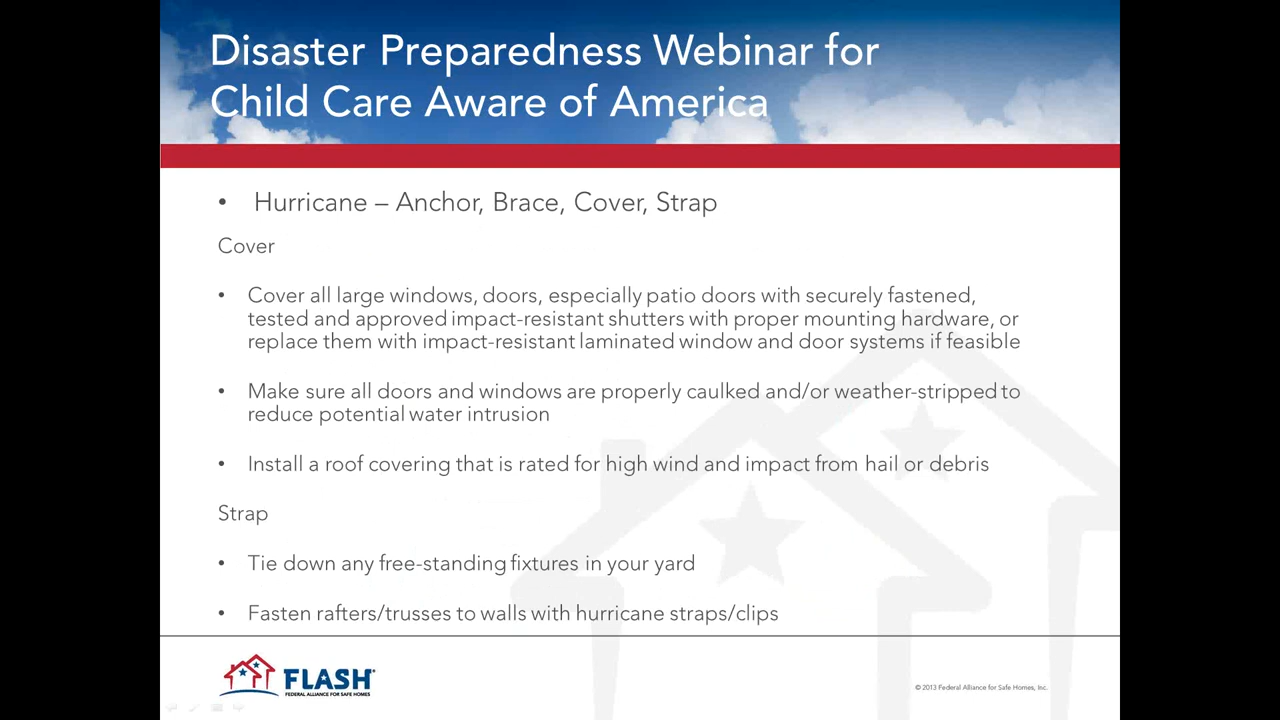 Disaster Preparedness Webinar for
Child Care Aware of America
• Hurricane – Anchor, Brace, Cover, Strap
Cover
• Cover all large windows, doors, especially patio doors with securely fastened,
tested and approved impact-resistant shutters with proper mounting hardware, or
replace them with impact-resistant laminated window and door systems if feasible
• Make sure all doors and windows are properly caulked and/or weather-stripped to
reduce potential water intrusion
• Install a roof covering that is rated for high wind and impact from hail or debris
Strap
• Tie down any free-standing fixtures in your yard
• Fasten rafters/trusses to walls with hurricane straps/clips
FLASH®
FEDERAL ALLIANCE FOR SAFE HOMES
© 2013 Federal Alliance for Safe Homes, Inc.